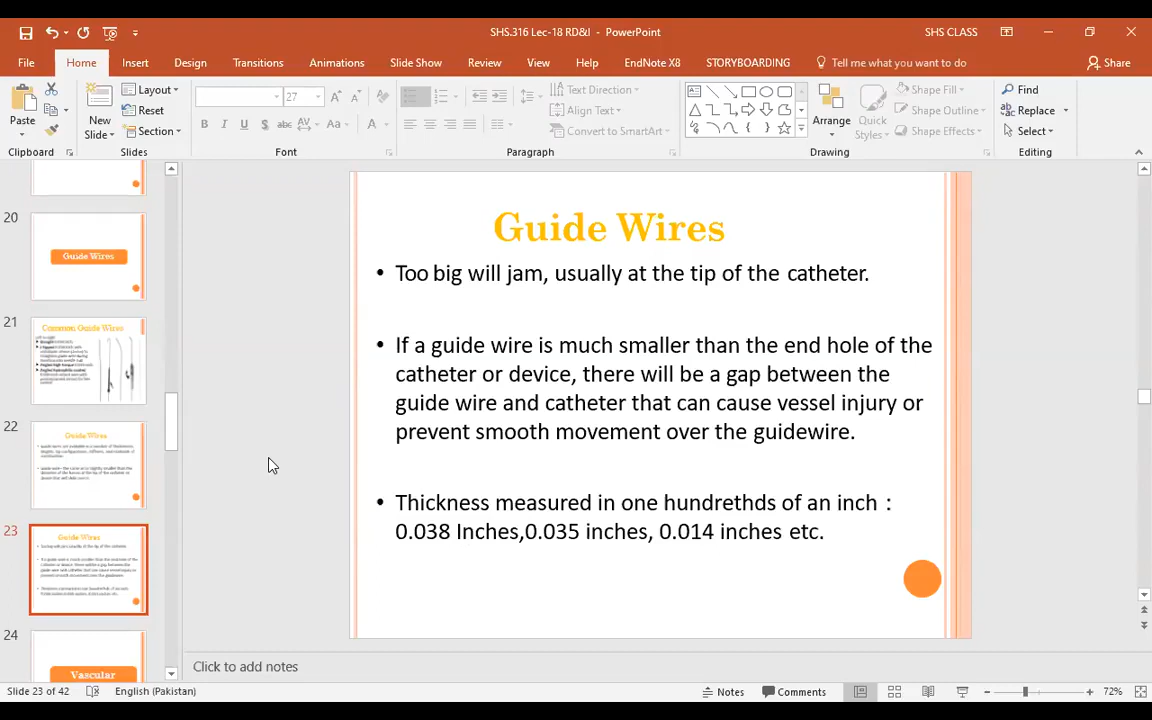 SHS.316 Lec-18 RD&I - PowerPoint
SHS CLASS
File Home Insert Design Transitions Animations Slide Show Review View Help EndNote X8 STORYBOARDING Tell me what you want to do Share
Paste
New Slide
Layout
Reset
Section
27
B I U S abc AV Aa A
Text Direction
Align Text
Convert to SmartArt
Arrange
Quick Styles
Shape Fill
Shape Outline
Shape Effects
Find
Replace
Select
Clipboard Slides Font Paragraph Drawing Editing
20
Guide Wires
21
Common Guide Wires
22
Guide Wires
23
Guide Wires
24
Vascular
Guide Wires
• Too big will jam, usually at the tip of the catheter.
• If a guide wire is much smaller than the end hole of the
catheter or device, there will be a gap between the
guide wire and catheter that can cause vessel injury or
prevent smooth movement over the guidewire.
• Thickness measured in one hundrethds of an inch :
0.038 Inches,0.035 inches, 0.014 inches etc.
Click to add notes
Slide 23 of 42 English (Pakistan) Notes Comments 72%